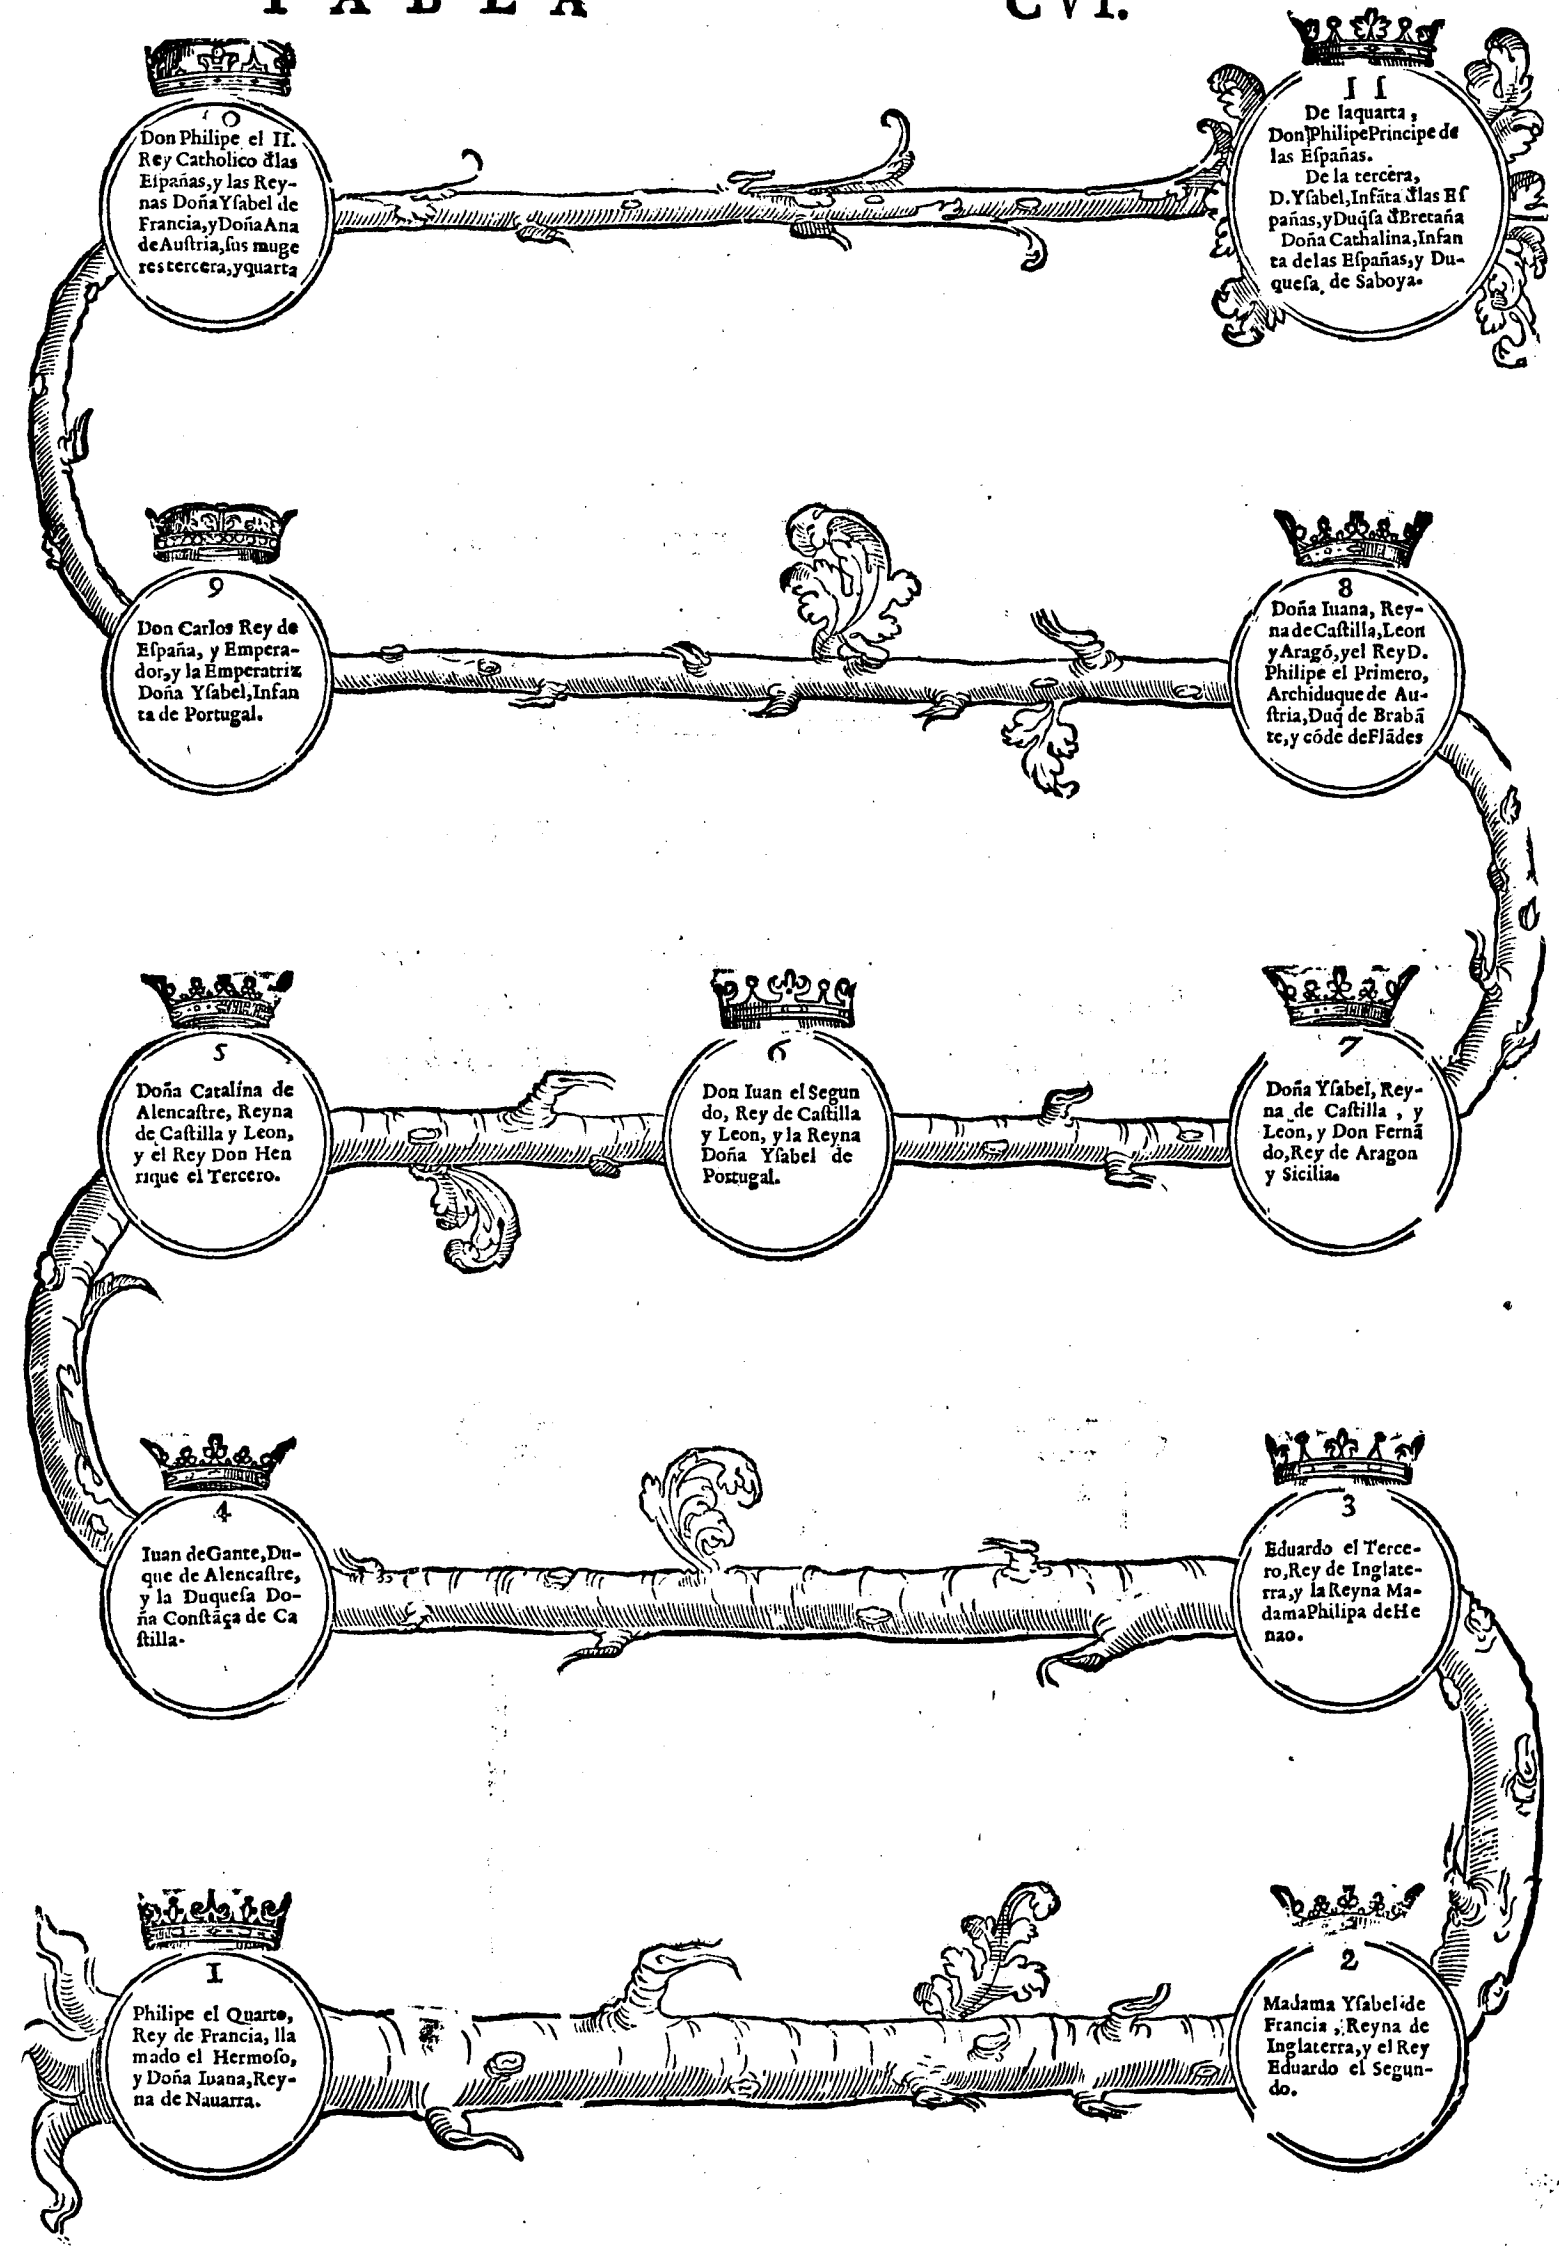 TABLA CVI.
10
Don Philipe el II.
Rey Catholico đlas
Eſpañas, y las Rey-
nas Doña Yſabel de
Francia, y Doña Ana
de Auſtria, ſus muge
res tercera, y quarta
11
De la quarta,
Don Philipe Principe de
las Eſpañas.
De la tercera,
D. Yſabel, Infãta đlas Eſ
pañas, y Duq̃ſa đBretaña
Doña Cathalina, Infan
ta de las Eſpañas, y Du-
queſa de Saboya.
9
Don Carlos Rey de
Eſpaña, y Empera-
dor, y la Emperatriz
Doña Yſabel, Infan
ta de Portugal.
8
Doña Iuana, Rey-
na de Caſtilla, Leon
y Aragõ, y el Rey D.
Philipe el Primero,
Archiduque de Au-
ſtria, Duq̃ de Brabã
te, y cõde de Flãdes
5
Doña Catalina de
Alencaſtre, Reyna
de Caſtilla y Leon,
y el Rey Don Hen
rique el Tercero.
6
Don Iuan el Segun
do, Rey de Caſtilla
y Leon, y la Reyna
Doña Yſabel de
Portugal.
7
Doña Yſabel, Rey-
na de Caſtilla, y
Leon, y Don Fernã
do, Rey de Aragon
y Sicilia.
4
Iuan de Gante, Du-
que de Alencaſtre,
y la Duqueſa Do-
ña Conſtãça de Ca
ſtilla.
3
Eduardo el Terce-
ro, Rey de Inglate-
rra, y la Reyna Ma-
dama Philipa de He
nao.
1
Philipe el Quarto,
Rey de Francia, lla
mado el Hermoſo,
y Doña Iuana, Rey-
na de Nauarra.
2
Madama Yſabel de
Francia, Reyna de
Inglaterra, y el Rey
Eduardo el Segun-
do.